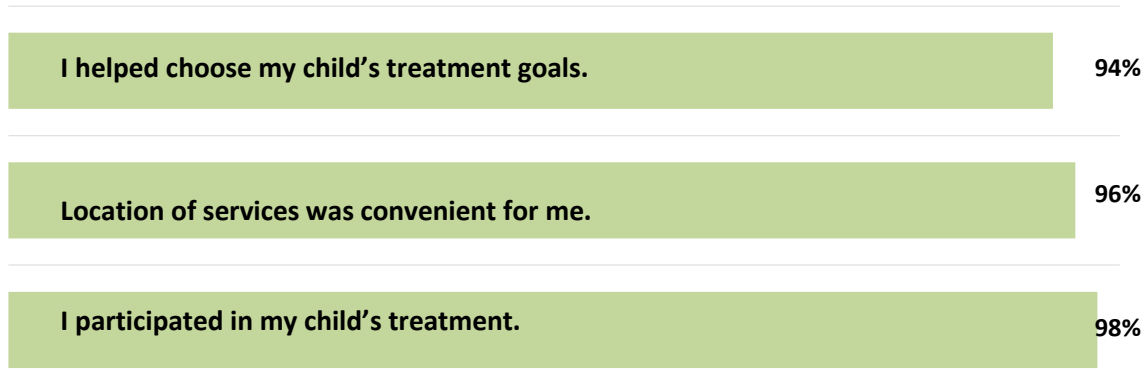 I helped choose my child’s treatment goals. 94%
Location of services was convenient for me. 96%
I participated in my child’s treatment. 98%